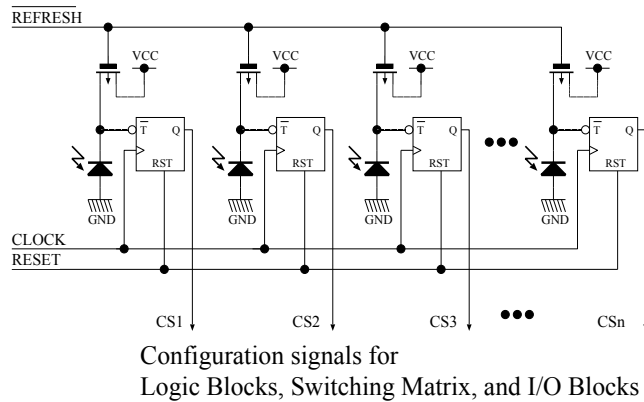 REFRESH
VCC VCC VCC VCC
T Q T Q T Q T Q
RST RST RST RST
GND GND GND GND
CLOCK
RESET
CS1 CS2 CS3 CSn
Configuration signals for
Logic Blocks, Switching Matrix, and I/O Blocks